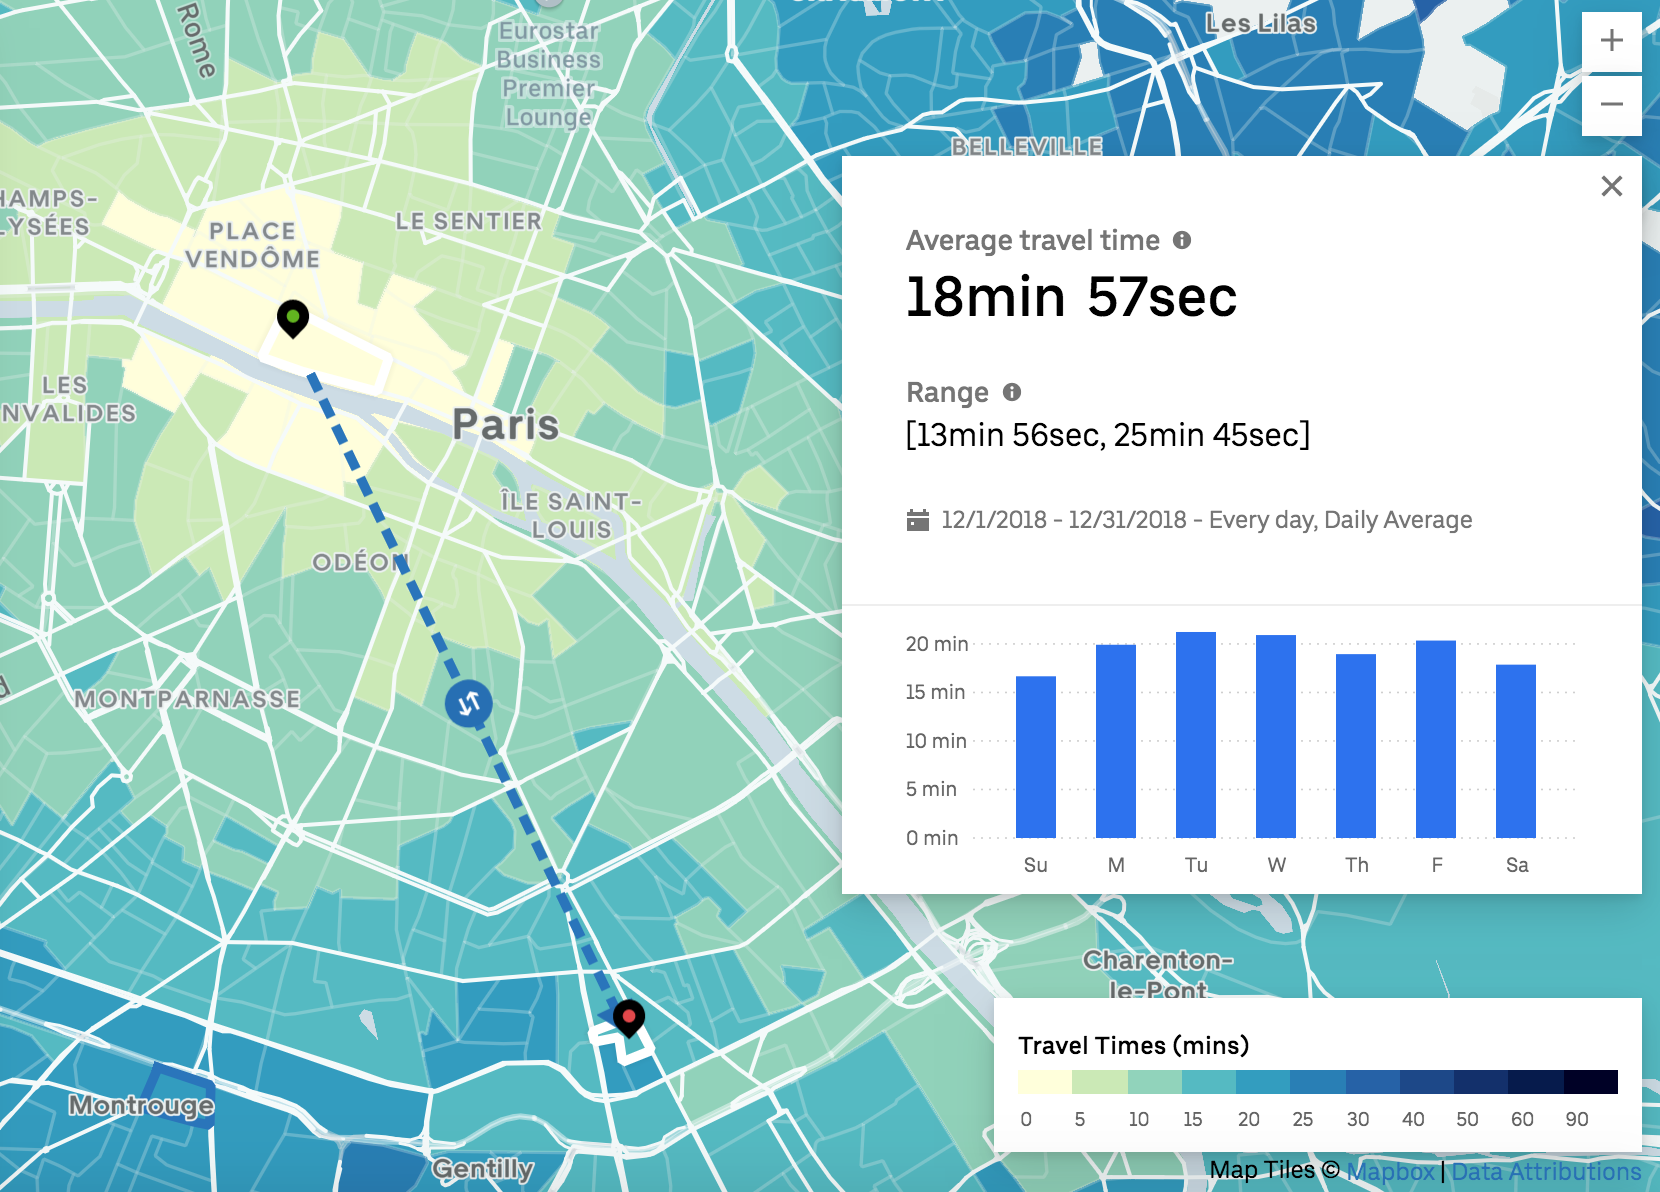 Rome
Eurostar
Business
Premier
Lounge
Les Lilas
+
−
BELLEVILLE
HAMPS-
LYSÉES
PLACE
VENDÔME
LE SENTIER
LES
NVALIDES
Paris
ÎLE SAINT-
LOUIS
ODÉON
MONTPARNASSE
Montrouge
Gentilly
Charenton-
le-Pont
Average travel time
18min 57sec
Range
[13min 56sec, 25min 45sec]
12/1/2018 - 12/31/2018 - Every day, Daily Average
20 min
15 min
10 min
5 min
0 min
Su M Tu W Th F Sa
Travel Times (mins)
0 5 10 15 20 25 30 40 50 60 90
Map Tiles © Mapbox | Data Attributions